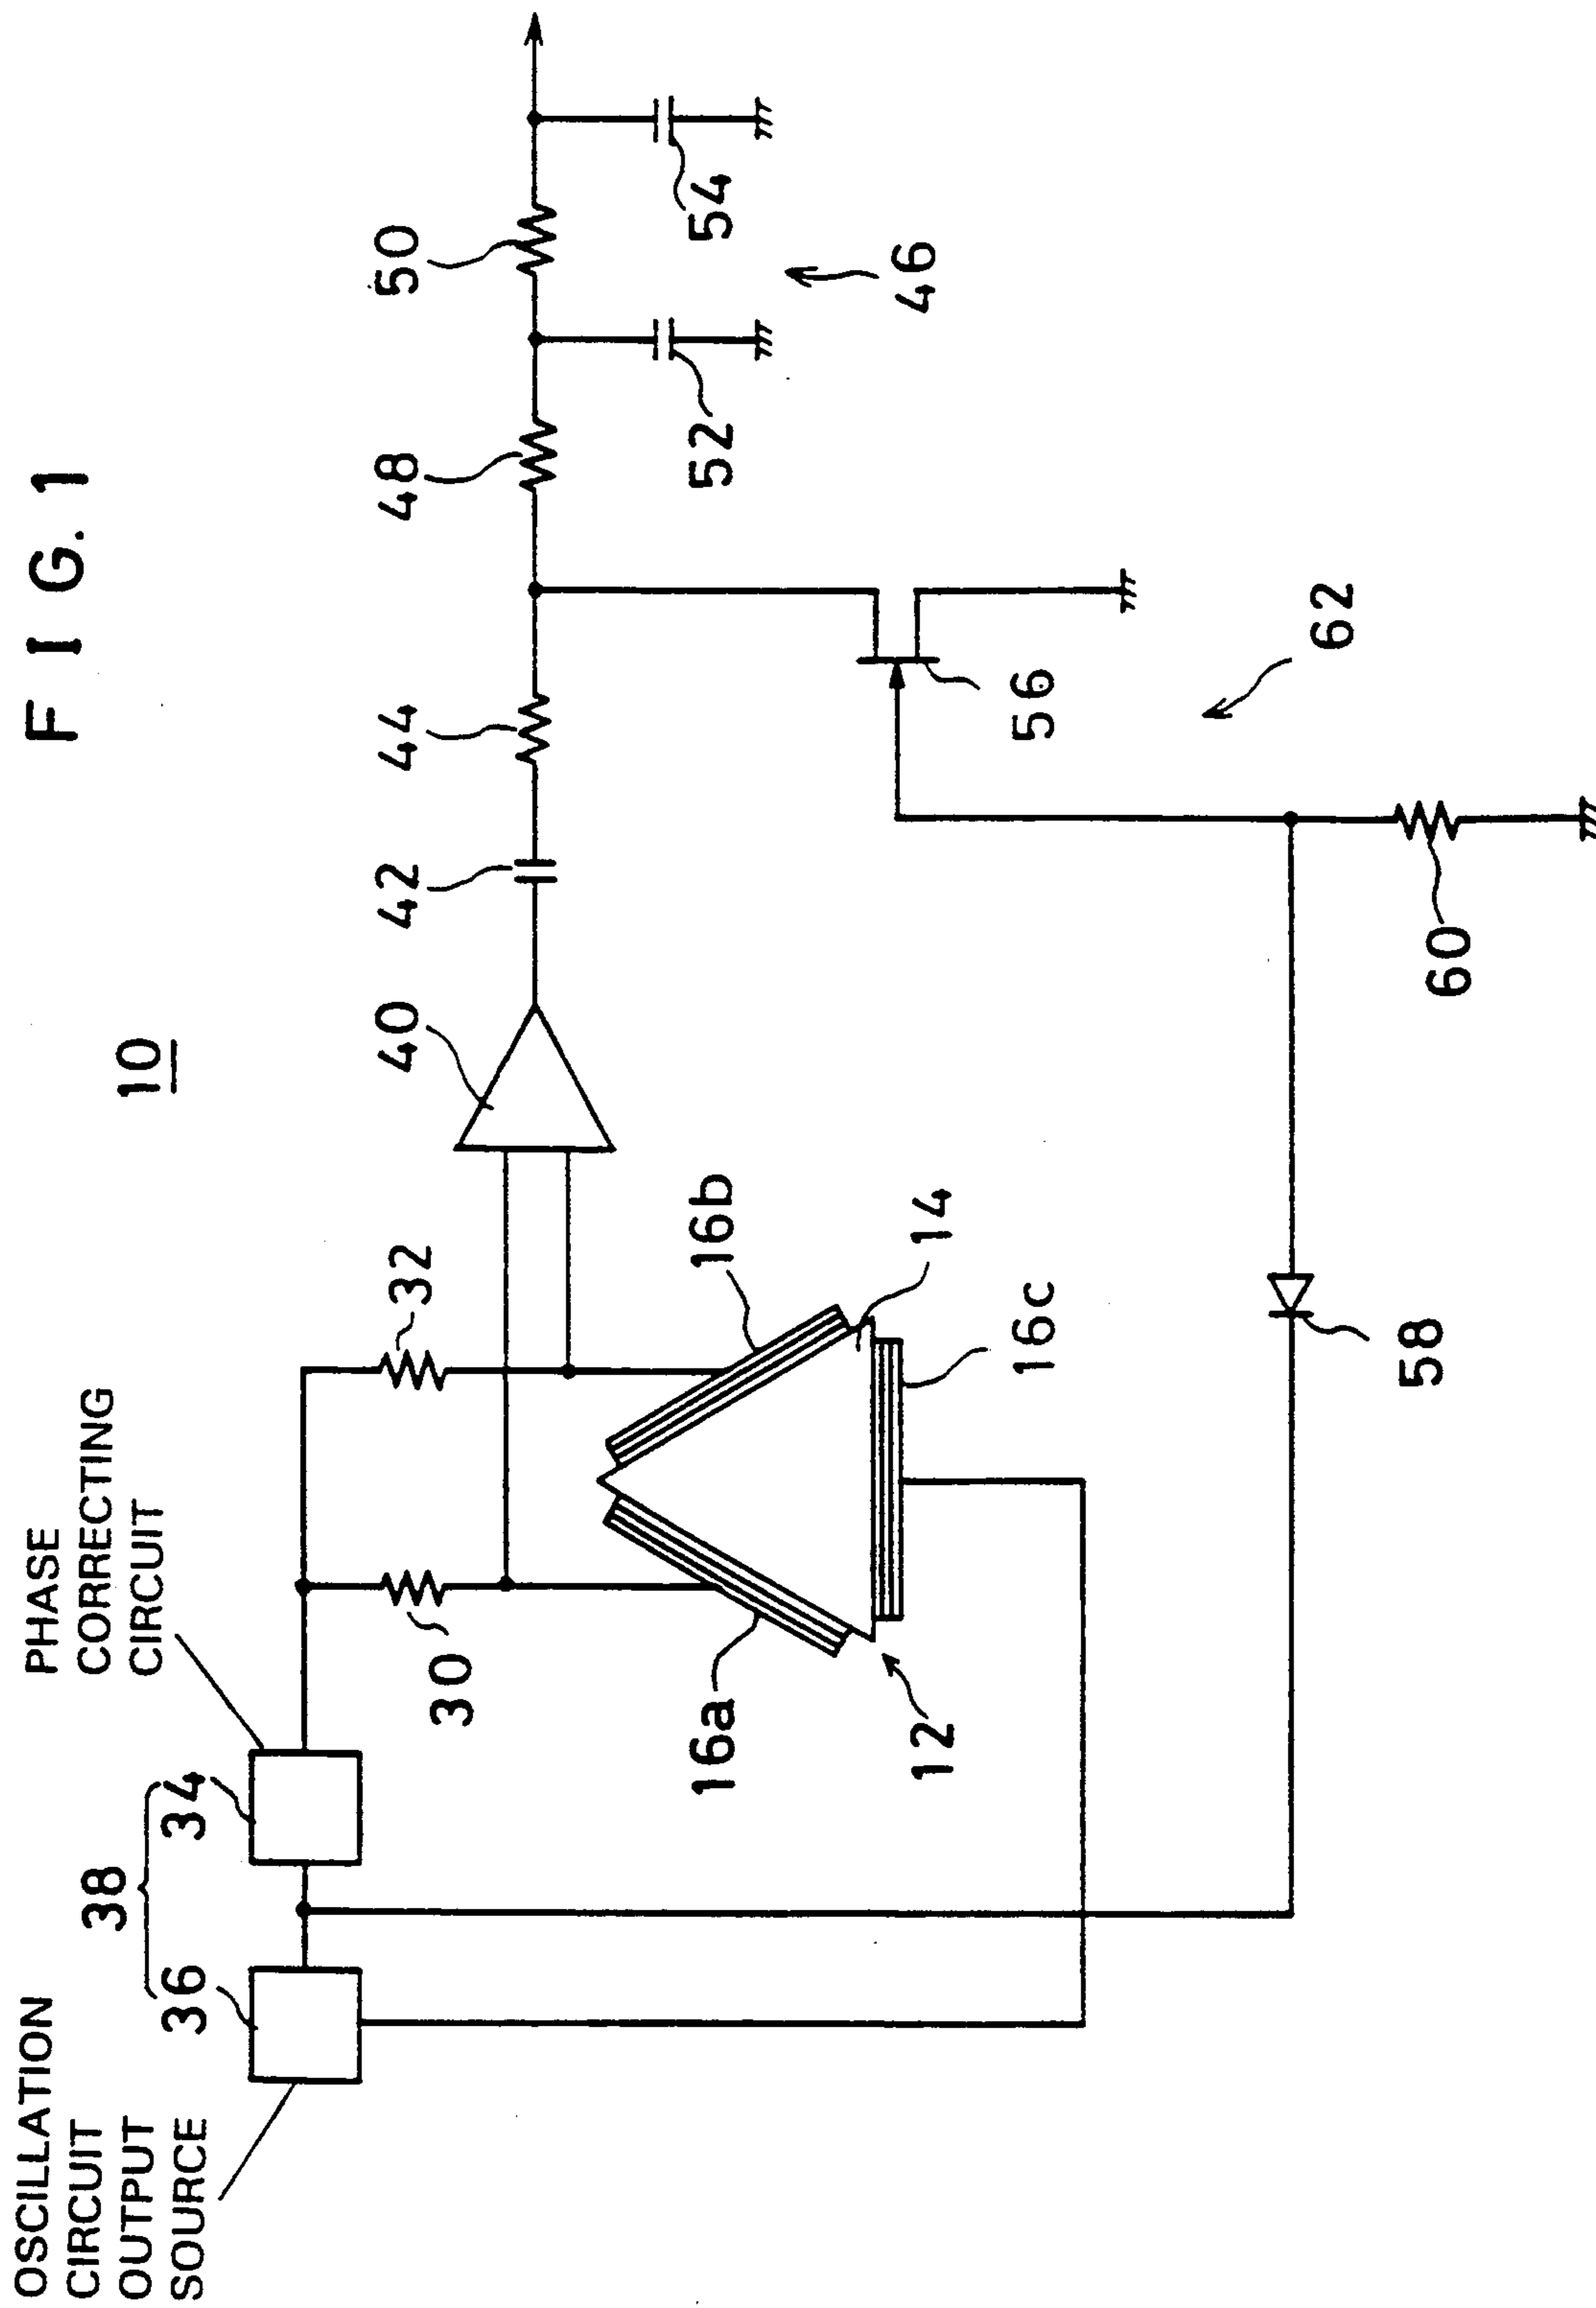 F I G. 1
10
OSCILLATION
CIRCUIT
OUTPUT
SOURCE
38
36
34
PHASE
CORRECTING
CIRCUIT
30
32
40
42
44
48
50
16a
16b
52
54
12
14
46
16c
56
58
62
60